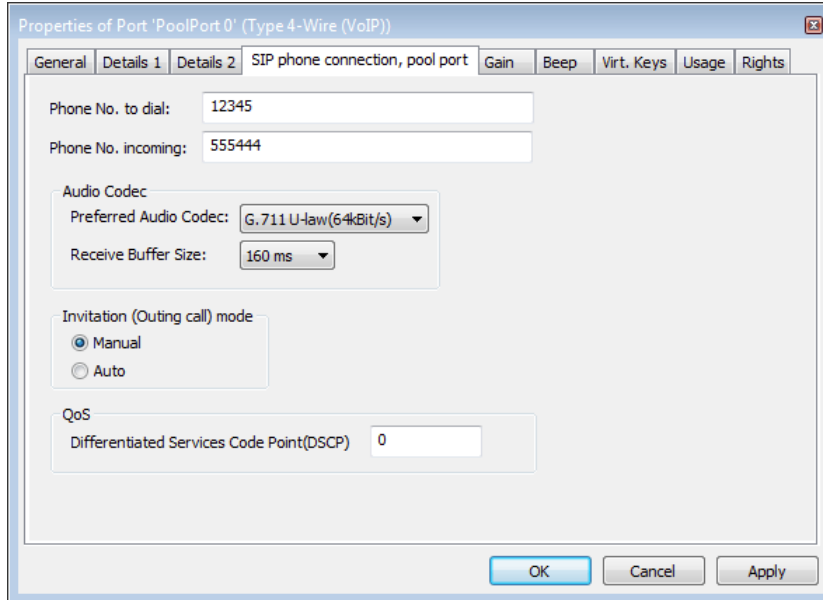 Properties of Port 'PoolPort 0' (Type 4-Wire (VoIP))
General Details 1 Details 2 SIP phone connection, pool port Gain Beep Virt. Keys Usage Rights
Phone No. to dial: 12345
Phone No. incoming: 555444
Audio Codec
Preferred Audio Codec: G.711 U-law(64kBit/s)
Receive Buffer Size: 160 ms
Invitation (Outing call) mode
Manual
Auto
QoS
Differentiated Services Code Point(DSCP) 0
OK Cancel Apply